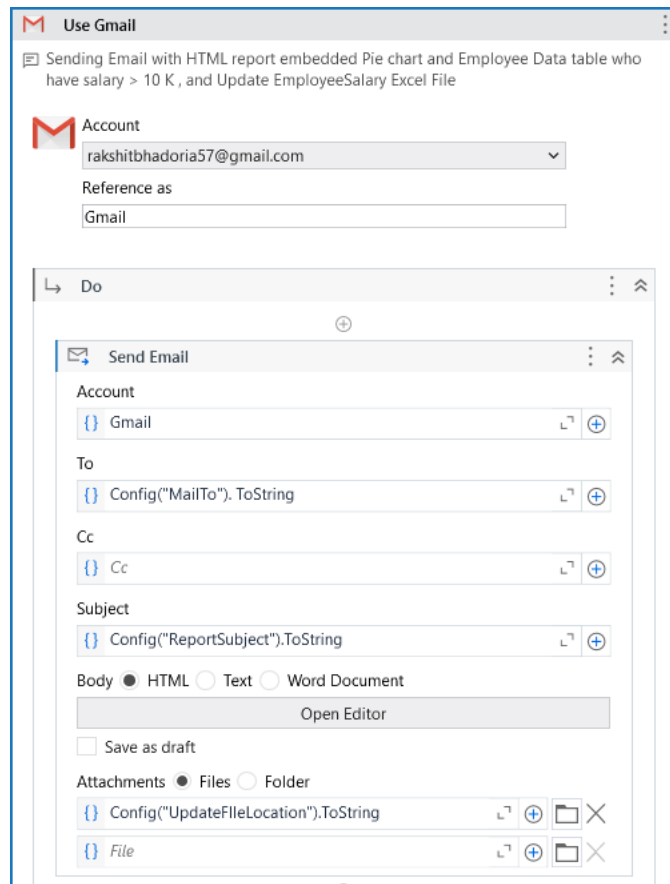 Use Gmail
Sending Email with HTML report embedded Pie chart and Employee Data table who
have salary > 10 K , and Update EmployeeSalary Excel File
Account
rakshitbhadoria57@gmail.com
Reference as
Gmail
Do
Send Email
Account
{} Gmail
To
{} Config("MailTo"). ToString
Cc
{} Cc
Subject
{} Config("ReportSubject").ToString
Body HTML Text Word Document
Open Editor
Save as draft
Attachments Files Folder
{} Config("UpdateFIleLocation").ToString
{} File